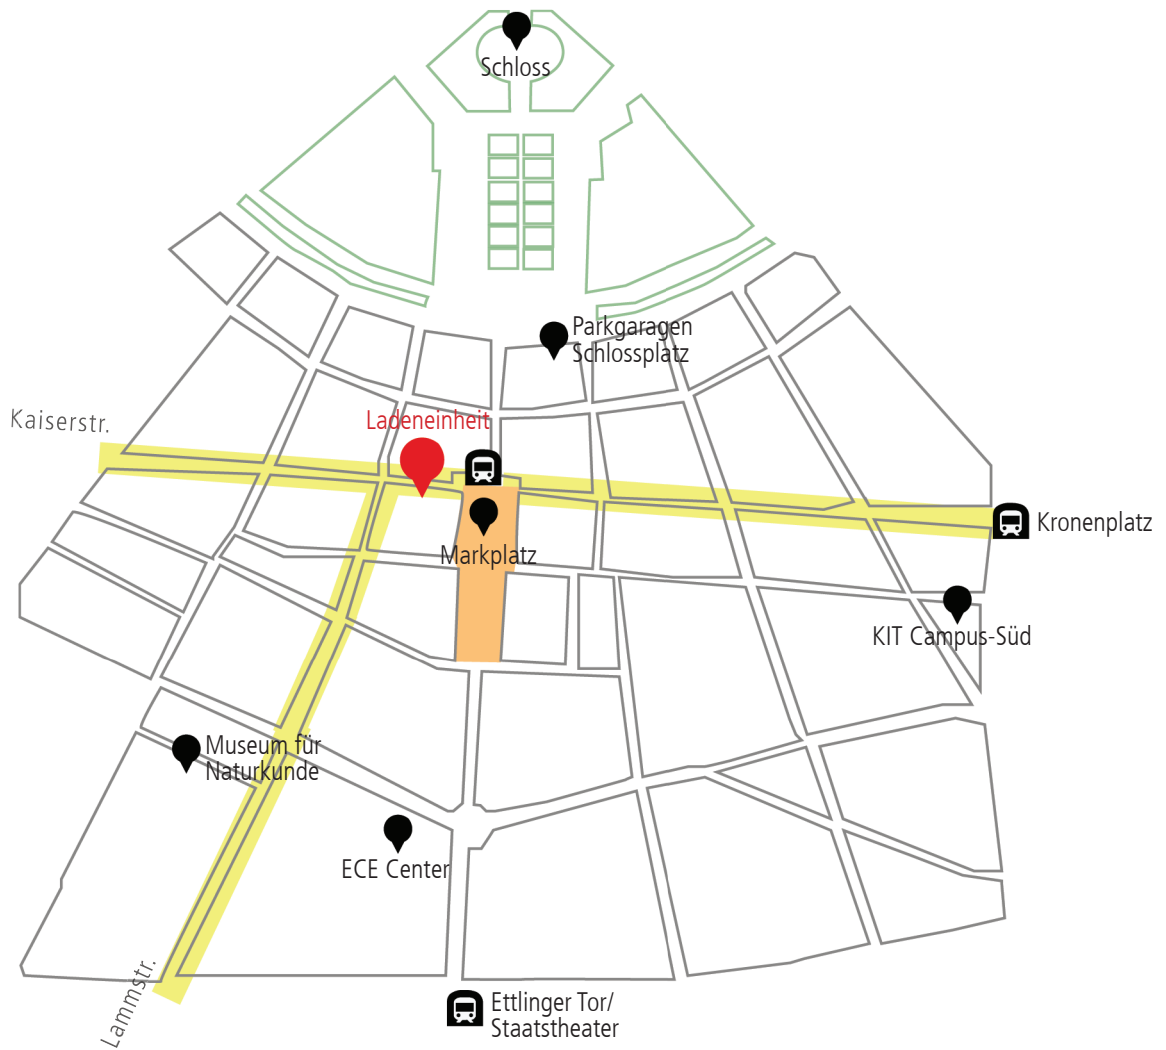 Schloss
Parkgaragen
Schlossplatz
Kaiserstr.
Ladeneinheit
Markplatz
Kronenplatz
KIT Campus-Süd
Museum für
Naturkunde
ECE Center
Lammstr.
Ettlinger Tor/
Staatstheater